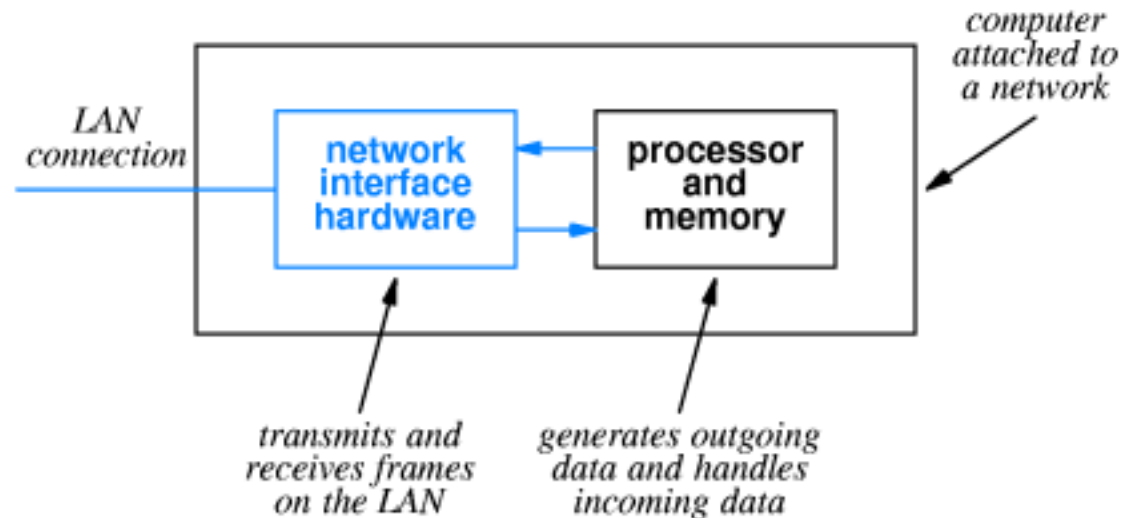 computer
attached to
a network
LAN
connection
network
interface
hardware
processor
and
memory
transmits and
receives frames
on the LAN
generates outgoing
data and handles
incoming data